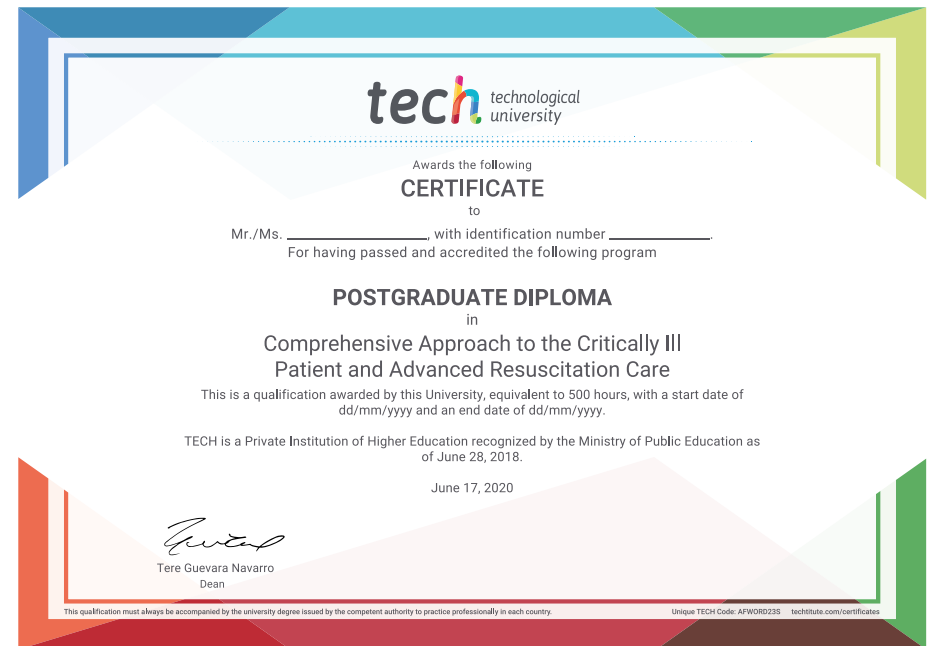 tech technological
university
Awards the following
CERTIFICATE
to
Mr./Ms. ____________________, with identification number ______________.
For having passed and accredited the following program
POSTGRADUATE DIPLOMA
in
Comprehensive Approach to the Critically Ill
Patient and Advanced Resuscitation Care
This is a qualification awarded by this University, equivalent to 500 hours, with a start date of
dd/mm/yyyy and an end date of dd/mm/yyyy.
TECH is a Private Institution of Higher Education recognized by the Ministry of Public Education as
of June 28, 2018.
June 17, 2020
Tere Guevara Navarro
Dean
This qualification must always be accompanied by the university degree issued by the competent authority to practice professionally in each country. Unique TECH Code: AFWORD23S techtitute.com/certificates